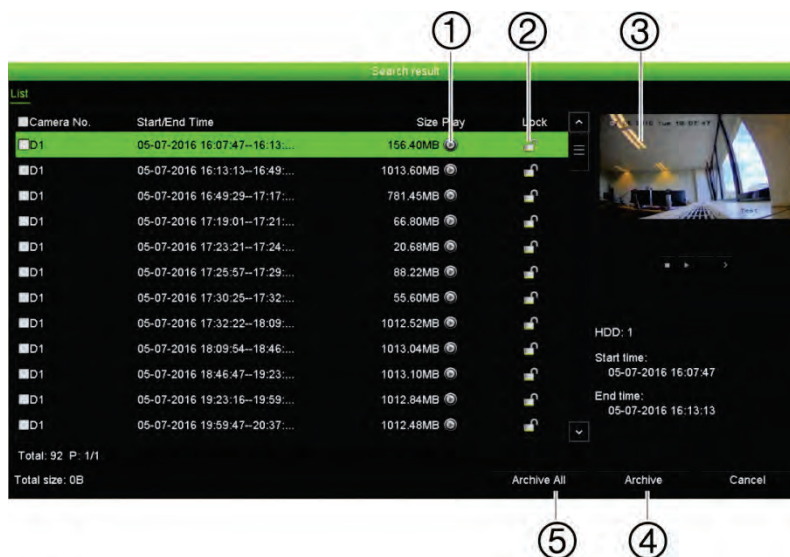 ① ② ③
Search result
List
Camera No. Start/End Time Size Play Lock
D1 05-07-2016 16:07:47--16:13:... 156.40MB
D1 05-07-2016 16:13:13--16:49:... 1013.60MB
D1 05-07-2016 16:49:29--17:17:... 781.45MB
D1 05-07-2016 17:19:01--17:21:... 66.80MB
D1 05-07-2016 17:23:21--17:24:... 20.68MB
D1 05-07-2016 17:25:57--17:29:... 88.22MB
D1 05-07-2016 17:30:25--17:32:... 55.60MB
D1 05-07-2016 17:32:22--18:09:... 1012.52MB
D1 05-07-2016 18:09:54--18:46:... 1013.04MB
D1 05-07-2016 18:46:47--19:23:... 1013.10MB
D1 05-07-2016 19:23:16--19:59:... 1012.84MB
D1 05-07-2016 19:59:47--20:37:... 1012.48MB
HDD: 1
Start time:
05-07-2016 16:07:47
End time:
05-07-2016 16:13:13
Total: 92 P: 1/1
Total size: 0B
Archive All Archive Cancel
⑤ ④